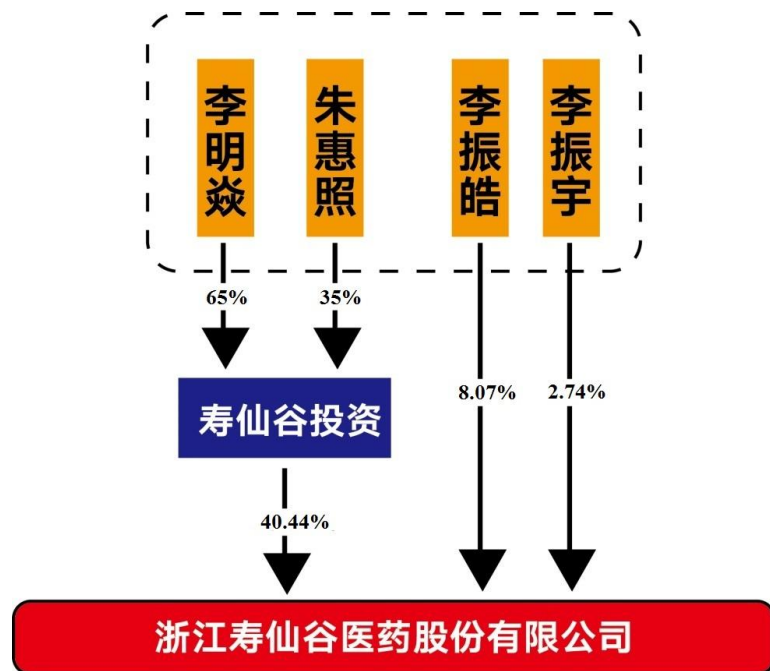 李明焱
朱惠照
李振皓
李振宇
65%
35%
寿仙谷投资
8.07%
2.74%
40.44%
浙江寿仙谷医药股份有限公司